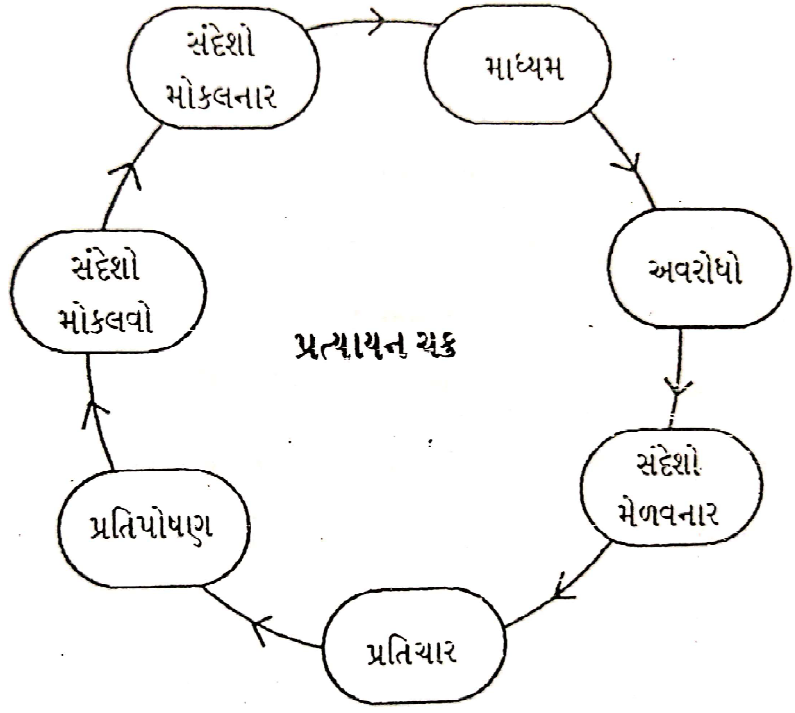 સંદેશો
મોકલનાર
માધ્યમ
અવરોધો
સંદેશો
મેળવનાર
પ્રતિચાર
પ્રતિપોષણ
સંદેશો
મોકલવો
પ્રત્યાયન ચક્ર